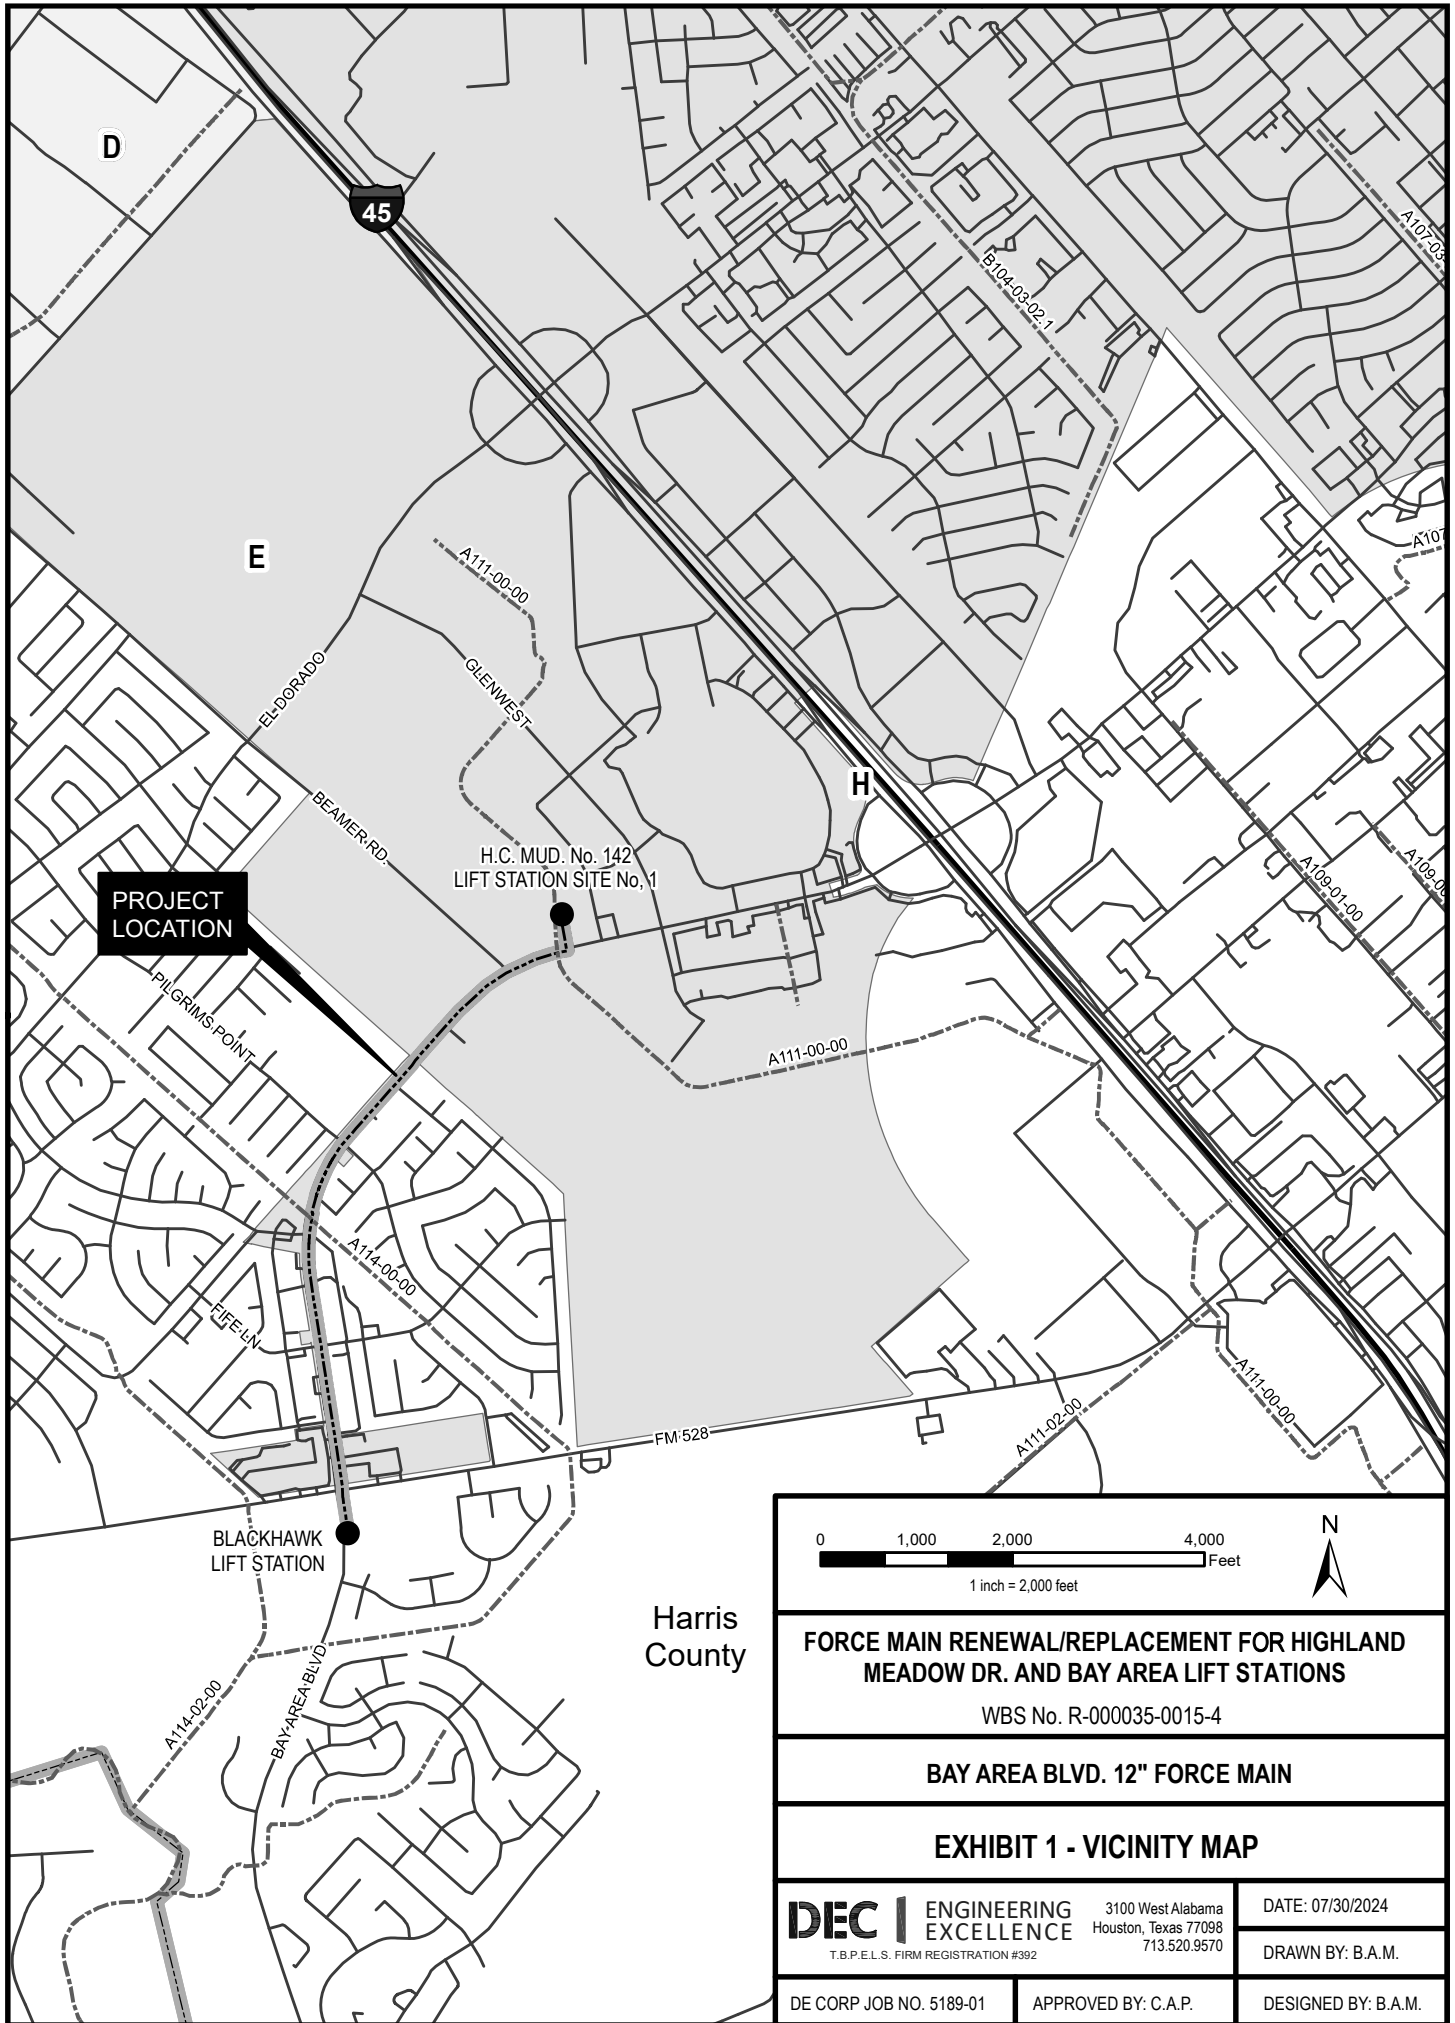 D
45
A107-03-
B104-03-02.1
E
A111-00-00
A107
EL DORADO
GLENWEST
H
BEAMER RD.
H.C. MUD. No. 142
LIFT STATION SITE No, 1
A109-01-00
A109-0
PROJECT
LOCATION
PILGRIMS POINT
A111-00-00
A114-00-00
FIFE LN
A111-00-00
A111-02-00
FM 528
BLACKHAWK
LIFT STATION
Harris
County
BAY AREA BLVD
A114-02-00
0 1,000 2,000 4,000
Feet
1 inch = 2,000 feet
N
FORCE MAIN RENEWAL/REPLACEMENT FOR HIGHLAND
MEADOW DR. AND BAY AREA LIFT STATIONS
WBS No. R-000035-0015-4
BAY AREA BLVD. 12" FORCE MAIN
EXHIBIT 1 - VICINITY MAP
DEC
ENGINEERING
EXCELLENCE
T.B.P.E.L.S. FIRM REGISTRATION #392
3100 West Alabama
Houston, Texas 77098
713.520.9570
DATE: 07/30/2024
DRAWN BY: B.A.M.
DE CORP JOB NO. 5189-01
APPROVED BY: C.A.P.
DESIGNED BY: B.A.M.